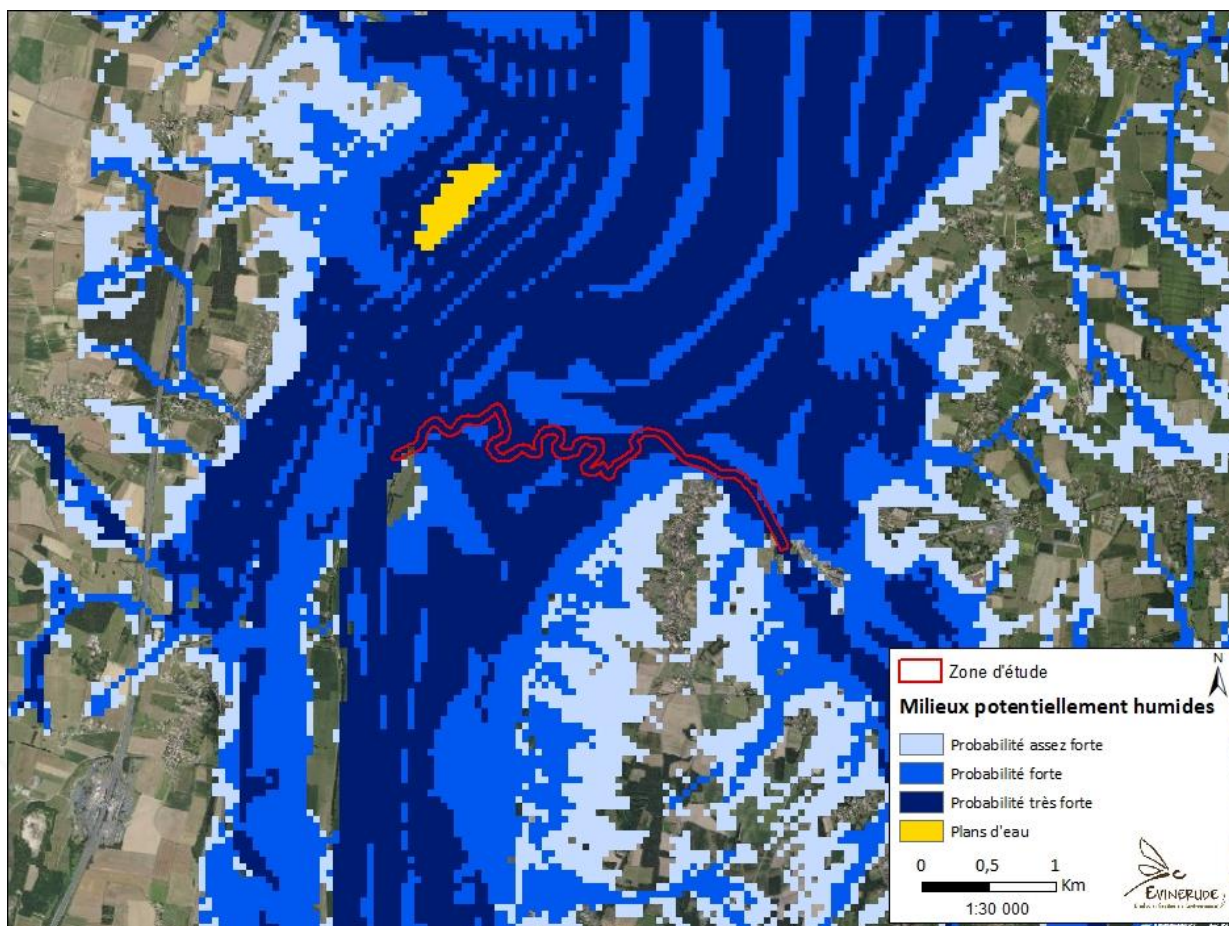 Zone d'étude
N
Milieux potentiellement humides
Probabilité assez forte
Probabilité forte
Probabilité très forte
Plans d'eau
0 0,5 1
Km
1:30 000
EVINERUDE